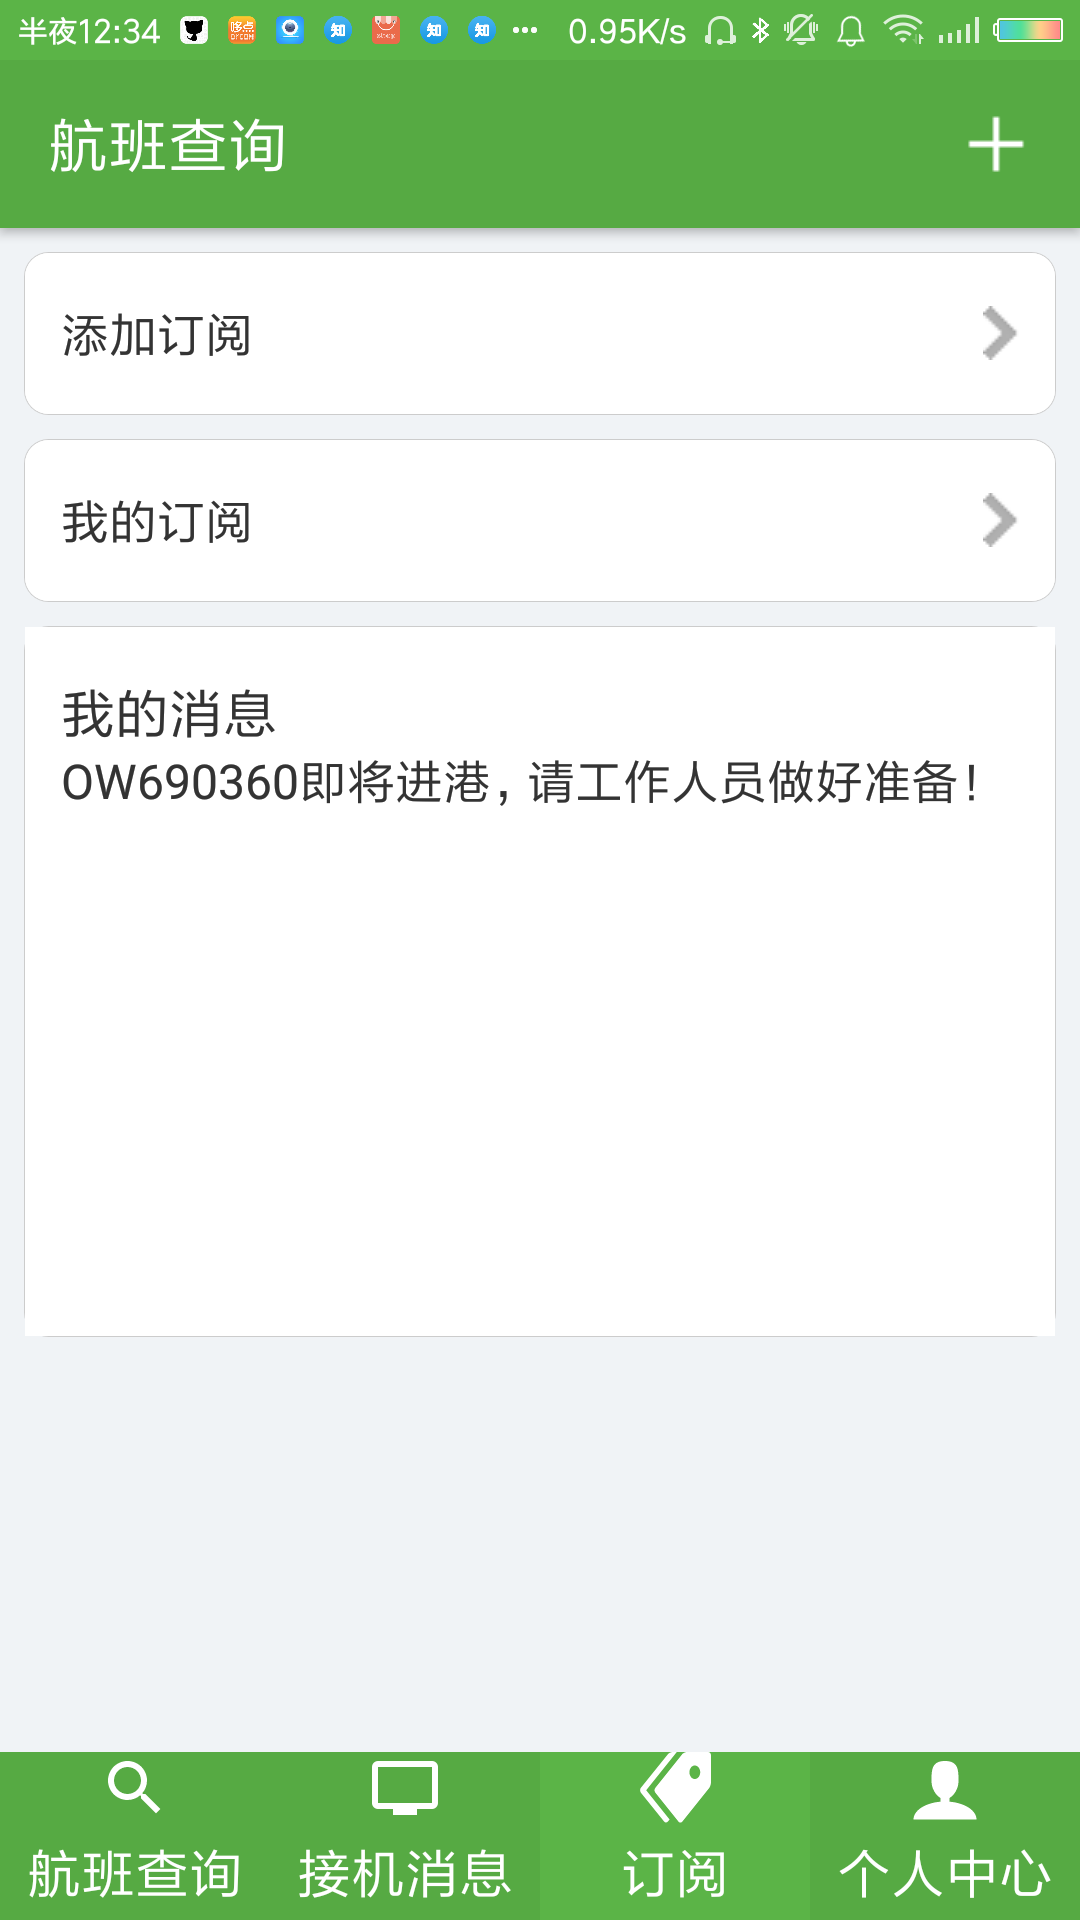 半夜12:34 知 知 知 0.95K/s
航班查询
添加订阅
我的订阅
我的消息
OW690360即将进港，请工作人员做好准备！
航班查询 接机消息 订阅 个人中心